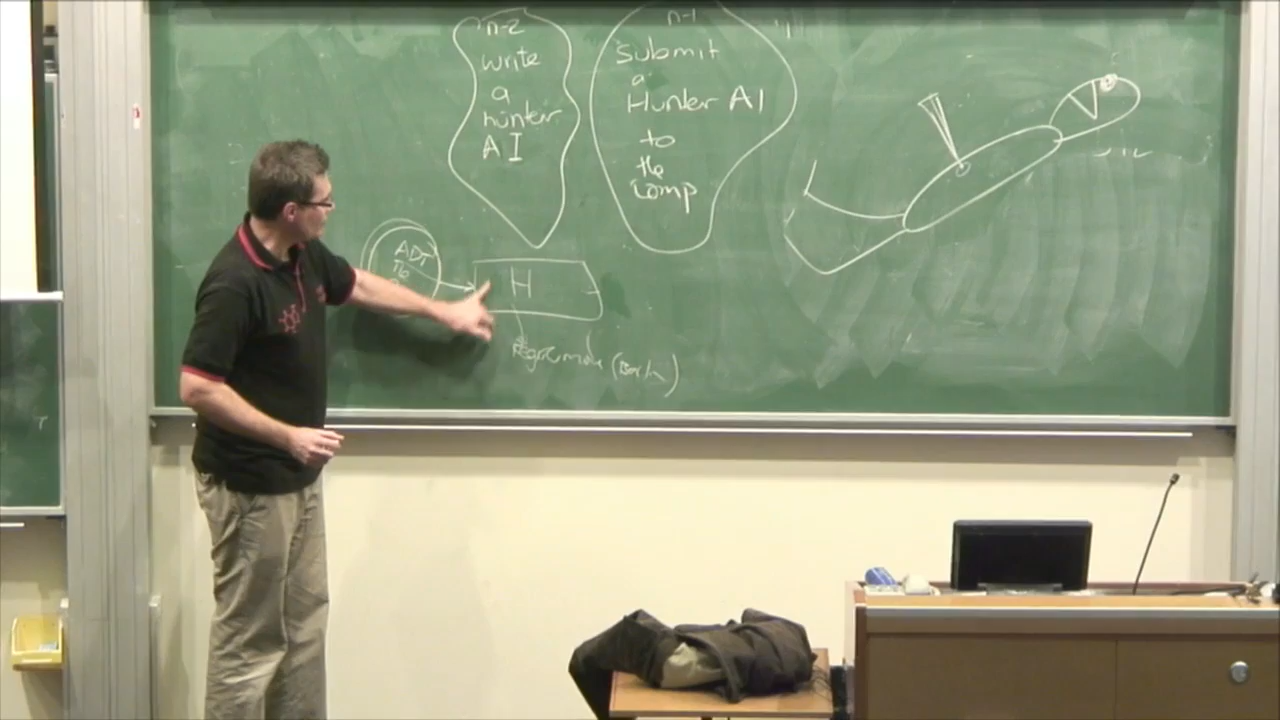 n-2
write
a
hunter
AI
n-1
Submit
a
Hunter AI
to
the
comp
ADT
H